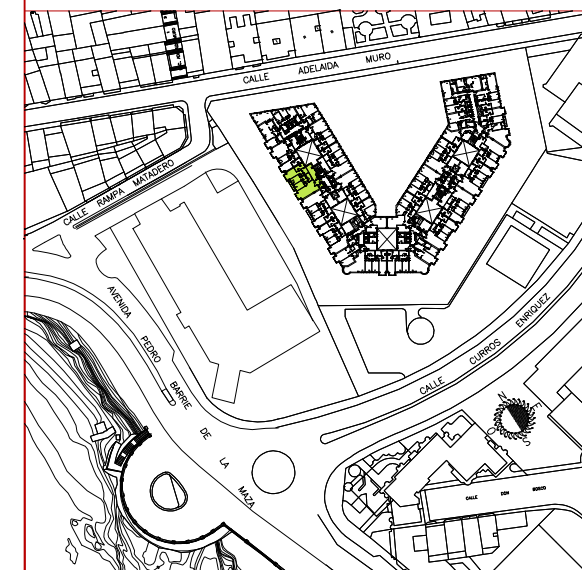 CALLE ADELAIDA MURO
CALLE RAMPA MATADERO
AVENIDA PEDRO BARRIE DE LA MAZA
CALLE CURROS ENRIQUEZ
N
E
S
O
CALLE DON BOSCO